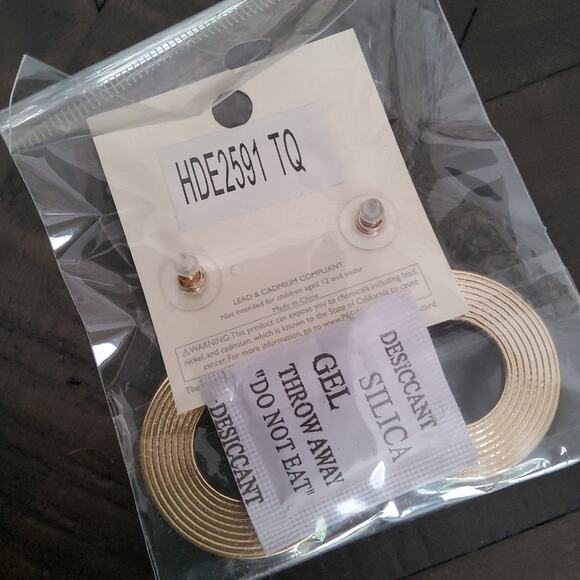 HDE2591 TQ
LEAD & CADMIUM COMPLIANT
Not intended for children aged 12 and under
Made in China
⚠WARNING: This product can expose you to chemicals including lead,
nickel, and cadmium, which is known to the State of California to cause
cancer. For more information, go to www.P65
The
DESICCANT
SILICA
GEL
THROW AWAY
"DO NOT EAT"
DESICCANT